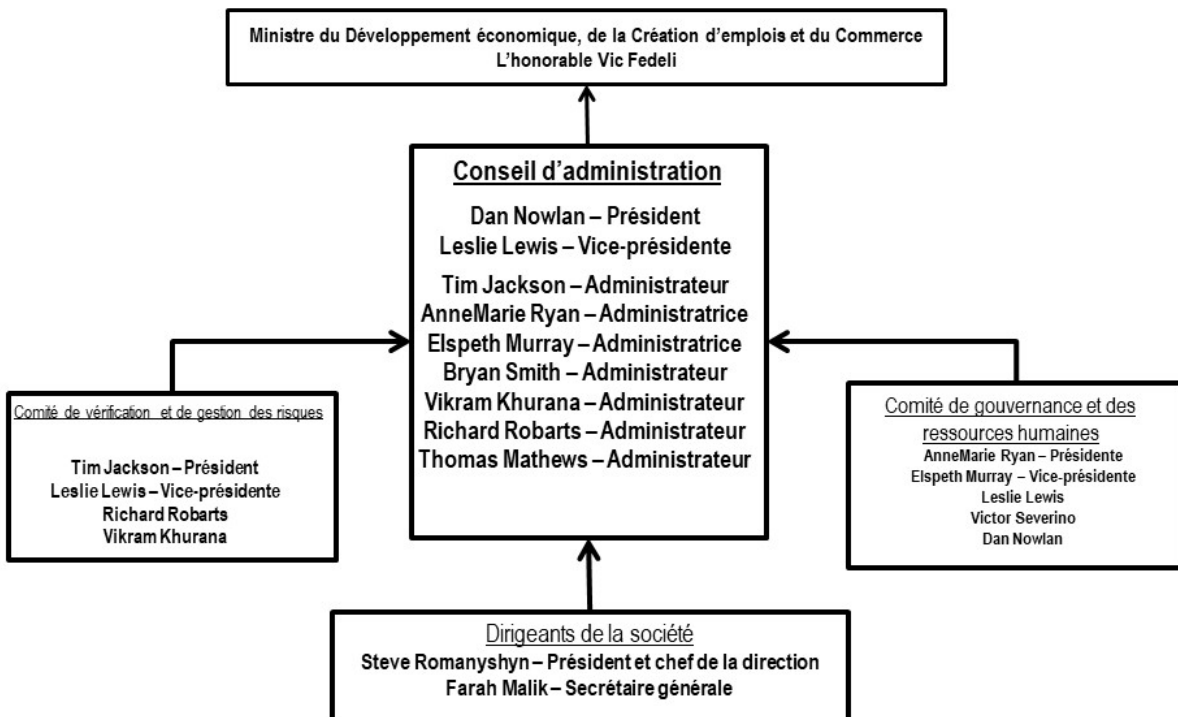 Ministre du Développement économique, de la Création d’emplois et du Commerce
L’honorable Vic Fedeli
Conseil d’administration
Dan Nowlan – Président
Leslie Lewis – Vice-présidente
Tim Jackson – Administrateur
AnneMarie Ryan – Administratrice
Elspeth Murray – Administratrice
Bryan Smith – Administrateur
Vikram Khurana – Administrateur
Richard Robarts – Administrateur
Thomas Mathews – Administrateur
Comité de vérification et de gestion des risques
Tim Jackson – Président
Leslie Lewis – Vice-présidente
Richard Robarts
Vikram Khurana
Comité de gouvernance et des
ressources humaines
AnneMarie Ryan – Présidente
Elspeth Murray – Vice-présidente
Leslie Lewis
Victor Severino
Dan Nowlan
Dirigeants de la société
Steve Romanyshyn – Président et chef de la direction
Farah Malik – Secrétaire générale